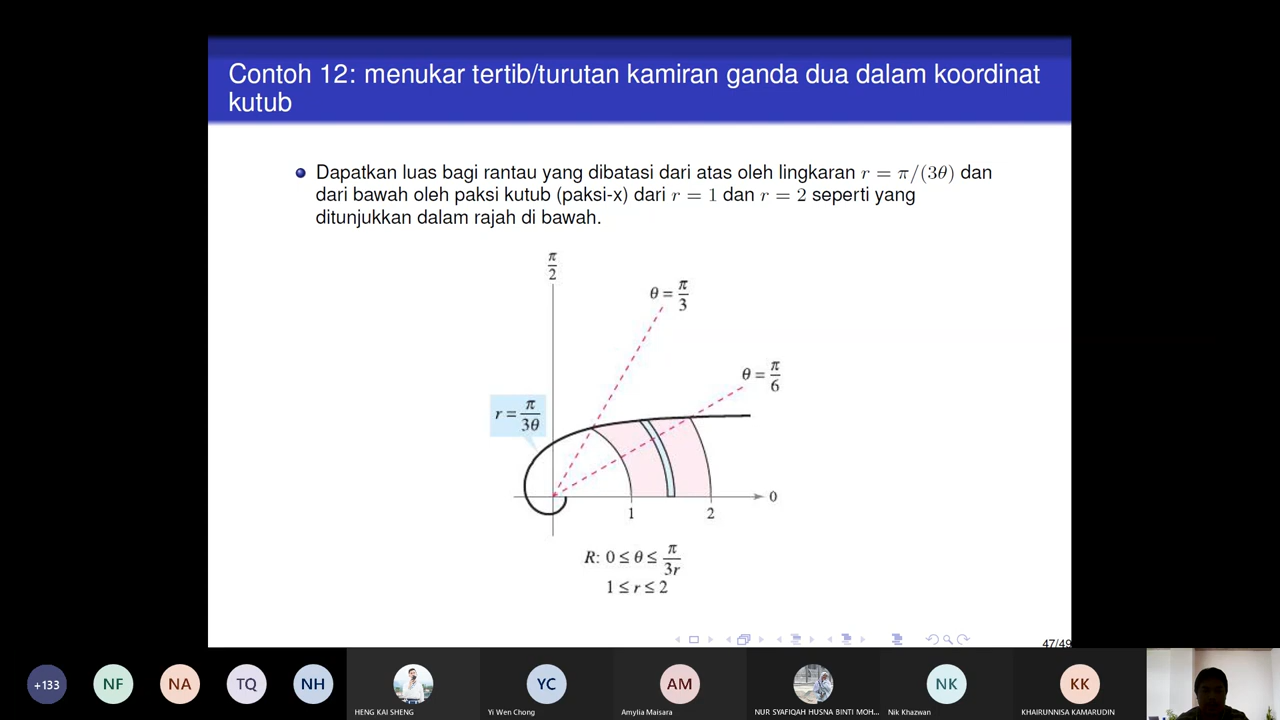 Contoh 12: menukar tertib/turutan kamiran ganda dua dalam koordinat
kutub
Dapatkan luas bagi rantau yang dibatasi dari atas oleh lingkaran r = π/(3θ) dan
dari bawah oleh paksi kutub (paksi-x) dari r = 1 dan r = 2 seperti yang
ditunjukkan dalam rajah di bawah.
π/2
θ = π/3
θ = π/6
r = π/3θ
0
1 2
R: 0 ≤ θ ≤ π/3r
1 ≤ r ≤ 2
47/49
+133 NF NA TQ NH YC AM NK KK
HENG KAI SHENG Yi Wen Chong Amylia Maisara NUR SYAFIQAH HUSNA BINTI MOH... Nik Khazwan KHAIRUNNISA KAMARUDIN